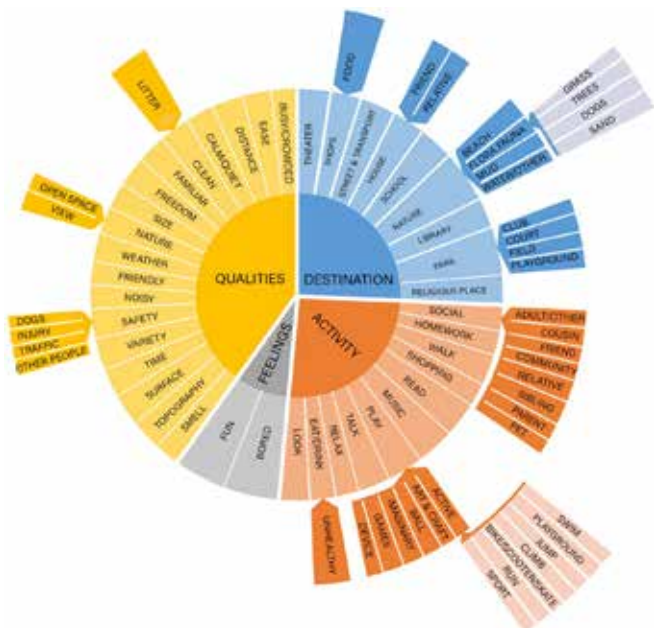 QUALITIES
BUSY/CROWDED
EASE
DISTANCE
CALM/QUIET
CLEAN
FAMILIAR
FREEDOM
SIZE
NATURE
WEATHER
FRIENDLY
NOISY
SAFETY
VARIETY
TIME
SURFACE
TOPOGRAPHY
SMELL
LITTER
OPEN SPACE
VIEW
DOGS
INJURY
TRAFFIC
OTHER PEOPLE
DESTINATION
THEATER
SHOPS
STREET & TRANSPORT
HOUSE
SCHOOL
NATURE
LIBRARY
PARK
RELIGIOUS PLACE
FOOD
FRIEND
RELATIVE
BEACH
FLORA/FAUNA
MUD
WATER/OTHER
GRASS
TREES
DOGS
SAND
CLUB
COURT
FIELD
PLAYGROUND
ACTIVITY
SOCIAL
HOMEWORK
WALK
SHOPPING
READ
MUSIC
PLAY
TALK
RELAX
EAT/DRINK
LOOK
ADULT/OTHER
COUSIN
FRIEND
COMMUNITY
RELATIVE
SIBLING
PARENT
PET
ACTIVE
ART & CRAFT
BALL
IMAGINARY
GAMES
DEVICE
SWIM
PLAYGROUND
JUMP
CLIMB
BIKE/SCOOTER/SKATE
RUN
SPORT
UNHEALTHY
FEELINGS
FUN
BORED